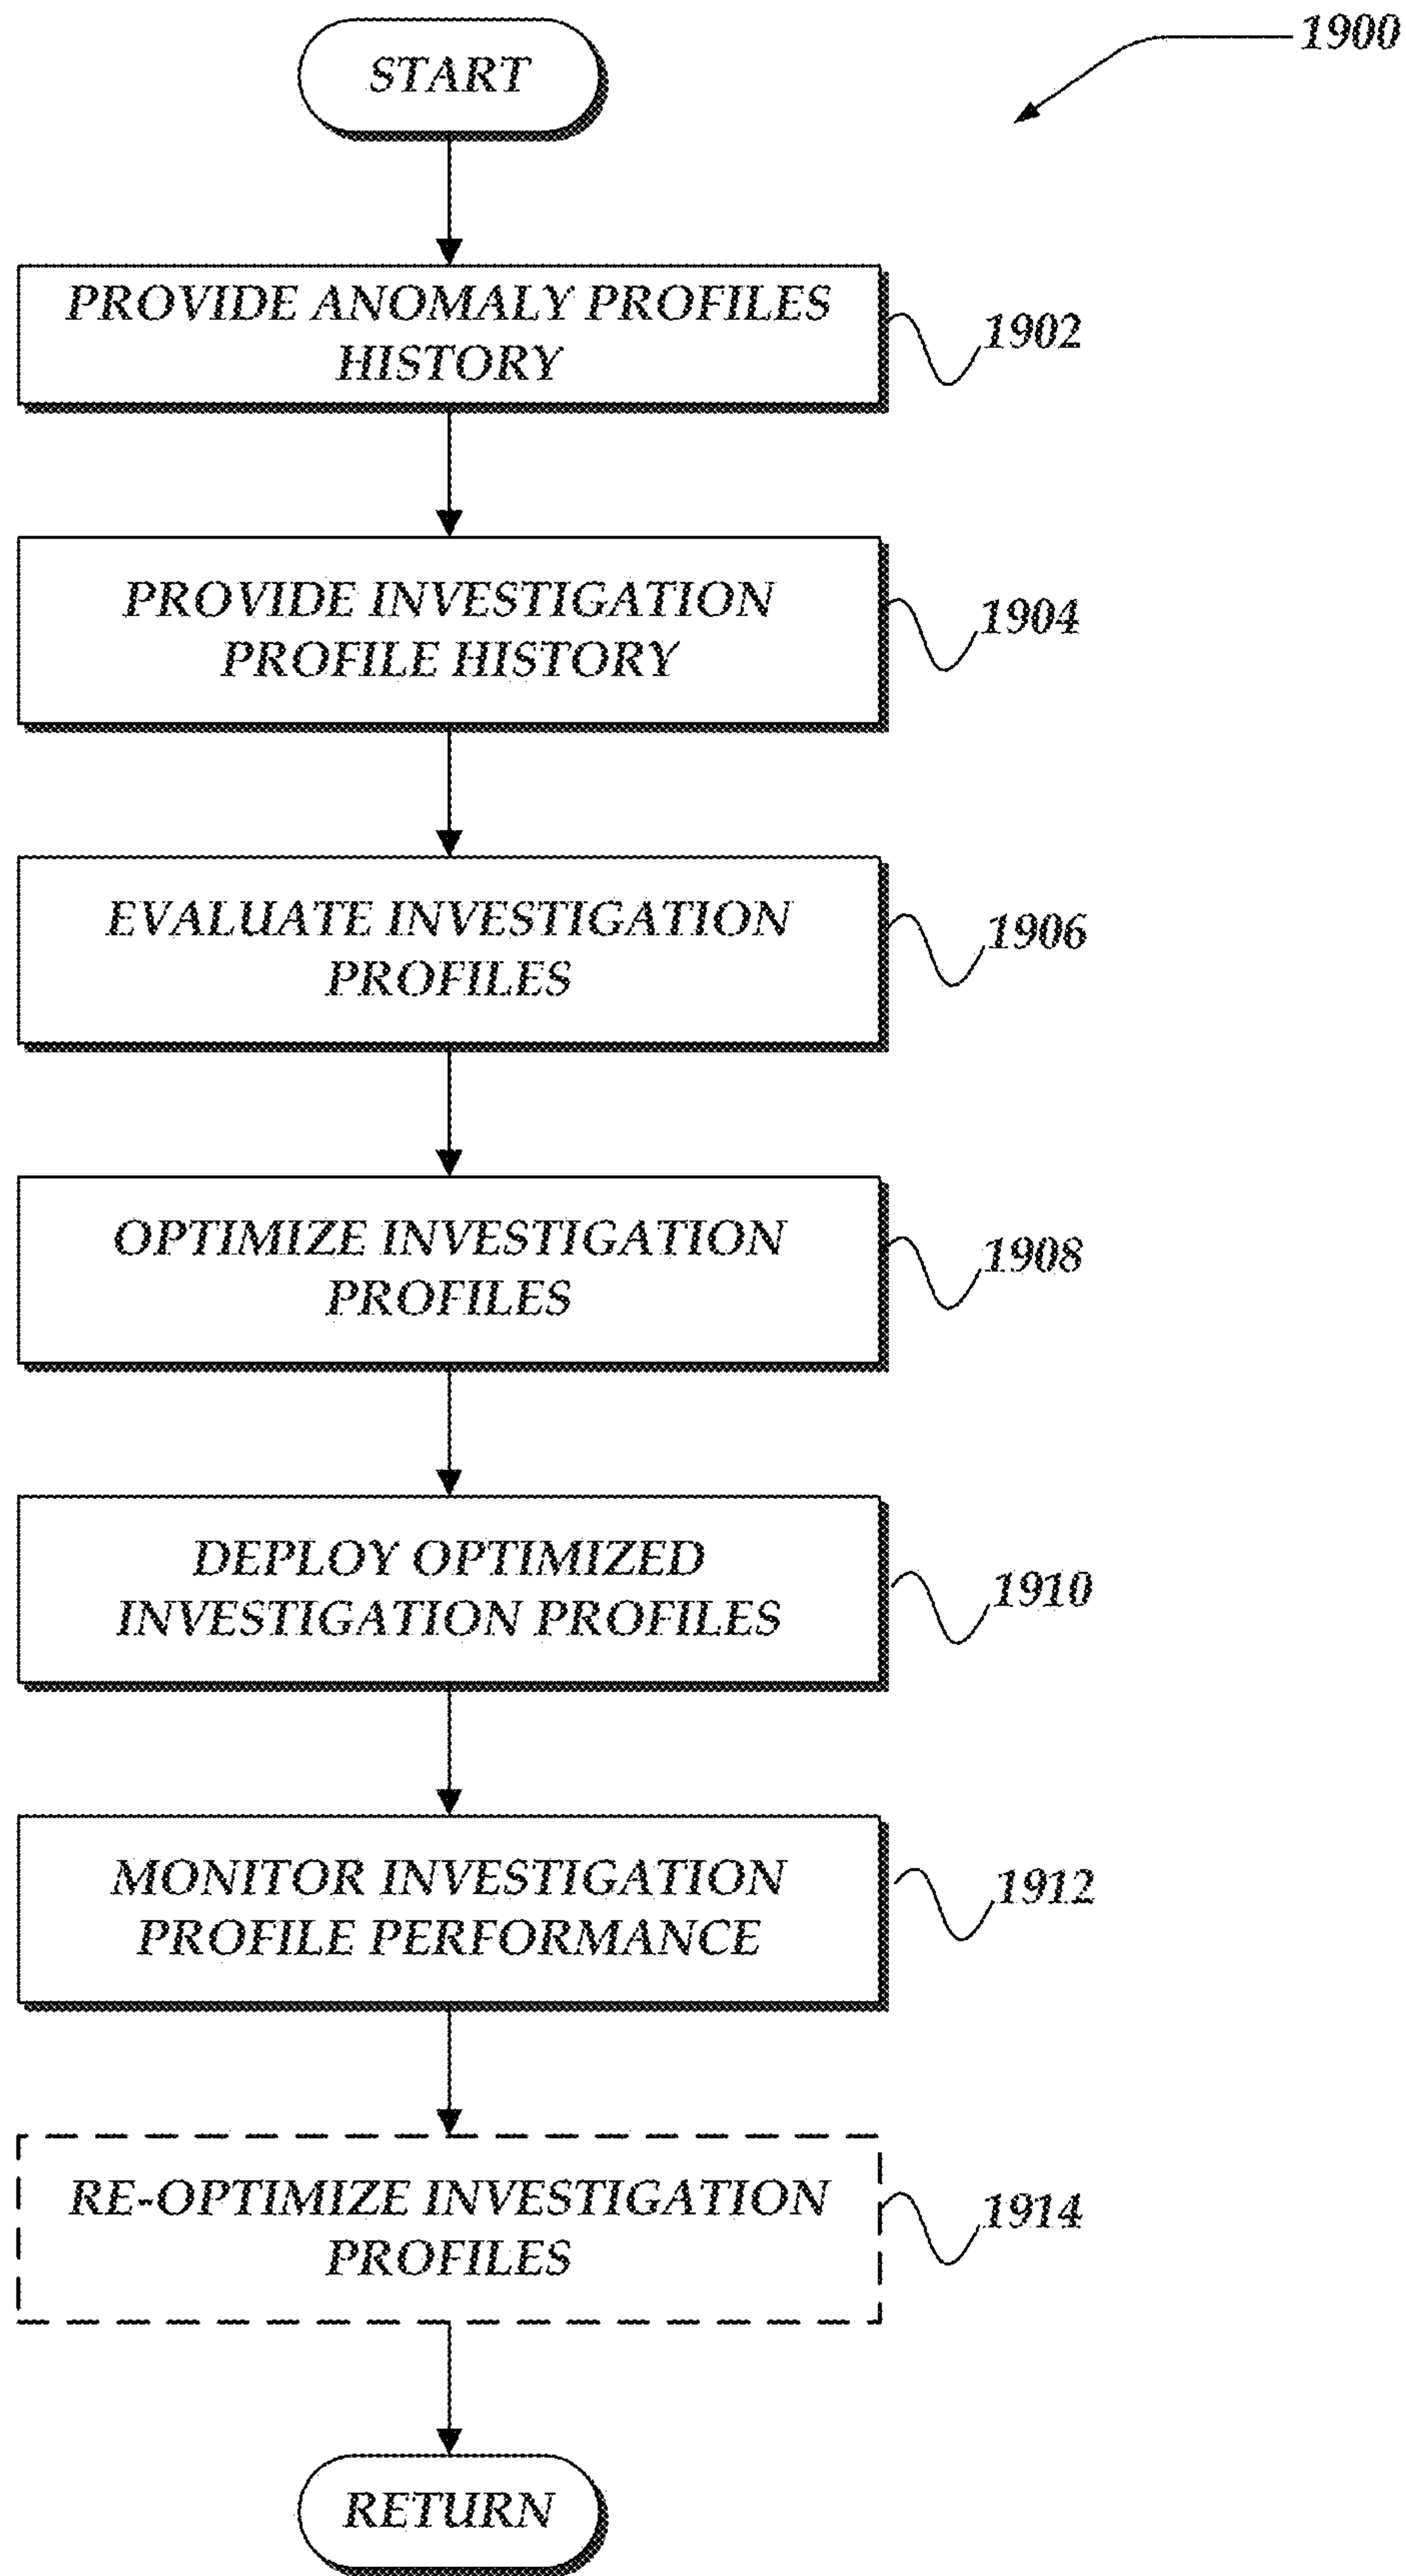 1900
START
PROVIDE ANOMALY PROFILES
HISTORY
1902
PROVIDE INVESTIGATION
PROFILE HISTORY
1904
EVALUATE INVESTIGATION
PROFILES
1906
OPTIMIZE INVESTIGATION
PROFILES
1908
DEPLOY OPTIMIZED
INVESTIGATION PROFILES
1910
MONITOR INVESTIGATION
PROFILE PERFORMANCE
1912
RE-OPTIMIZE INVESTIGATION
PROFILES
1914
RETURN